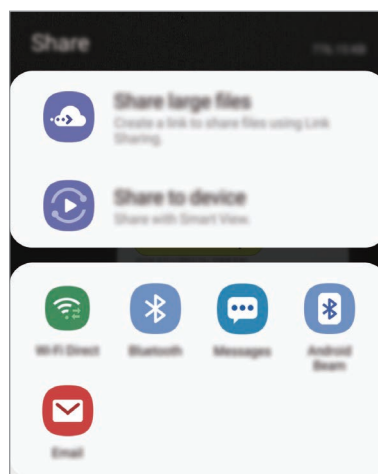 Share
Share large files
Create a link to share files using Link
Sharing.
Share to device
Share with Smart View.
Wi-Fi Direct
Bluetooth
Messages
Android
Beam
Email